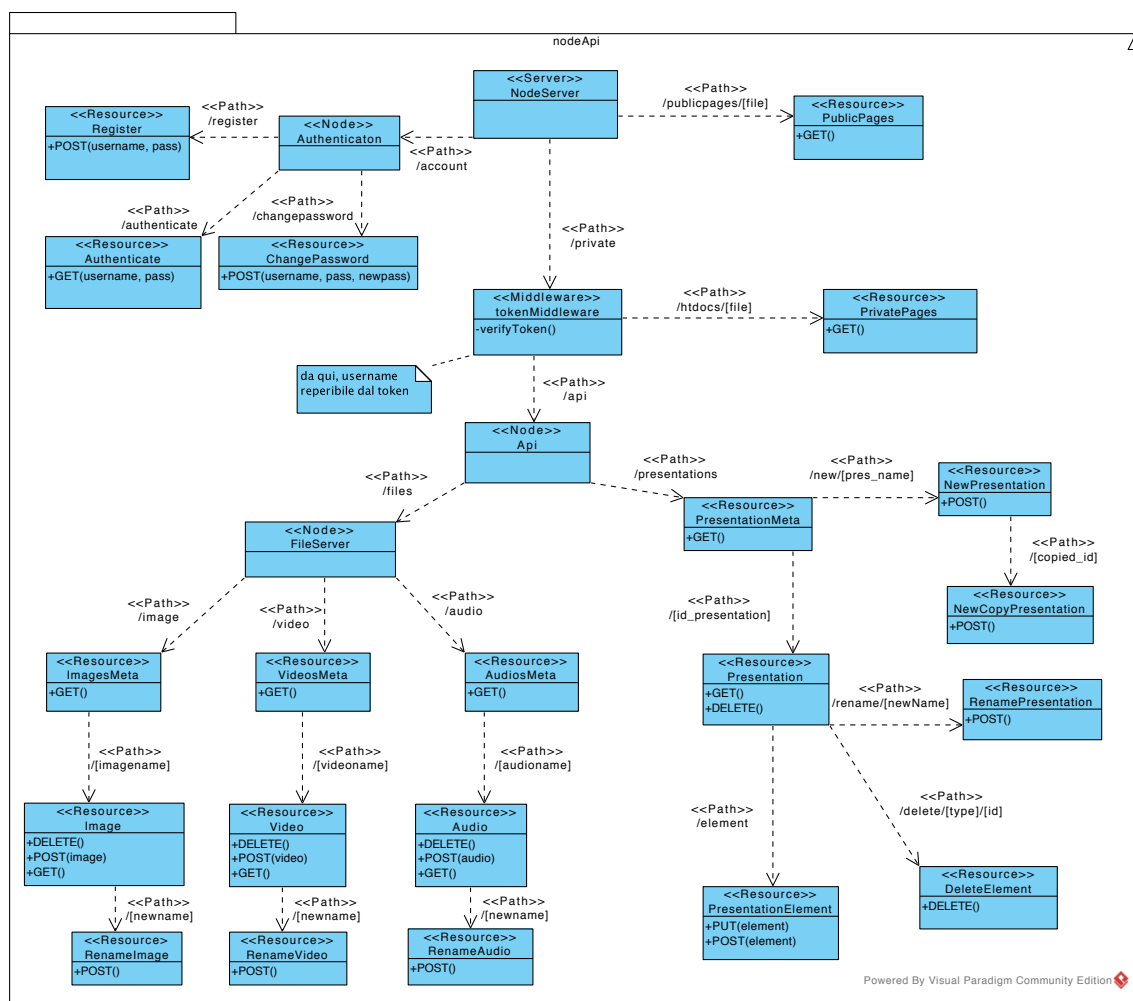 nodeApi
<<Server>>
NodeServer
<<Path>>
/publicpages/[file]
<<Resource>>
PublicPages
+GET()
<<Path>>
/register
<<Resource>>
Register
+POST(username, pass)
<<Node>>
Authenticaton
<<Path>>
/account
<<Path>>
/authenticate
<<Path>>
/changepassword
<<Resource>>
Authenticate
+GET(username, pass)
<<Resource>>
ChangePassword
+POST(username, pass, newpass)
<<Path>>
/private
<<Middleware>>
tokenMiddleware
-verifyToken()
<<Path>>
/htdocs/[file]
<<Resource>>
PrivatePages
+GET()
da qui, username
reperibile dal token
<<Path>>
/api
<<Node>>
Api
<<Path>>
/files
<<Path>>
/presentations
<<Resource>>
PresentationMeta
+GET()
<<Path>>
/new/[pres_name]
<<Resource>>
NewPresentation
+POST()
<<Path>>
/[copied_id]
<<Resource>>
NewCopyPresentation
+POST()
<<Node>>
FileServer
<<Path>>
/image
<<Path>>
/video
<<Path>>
/audio
<<Path>>
/[id_presentation]
<<Resource>>
ImagesMeta
+GET()
<<Resource>>
VideosMeta
+GET()
<<Resource>>
AudiosMeta
+GET()
<<Resource>>
Presentation
+GET()
+DELETE()
<<Path>>
/rename/[newName]
<<Resource>>
RenamePresentation
+POST()
<<Path>>
/[imagename]
<<Path>>
/[videoname]
<<Path>>
/[audioname]
<<Path>>
/element
<<Path>>
/delete/[type]/[id]
<<Resource>>
Image
+DELETE()
+POST(image)
+GET()
<<Resource>>
Video
+DELETE()
+POST(video)
+GET()
<<Resource>>
Audio
+DELETE()
+POST(audio)
+GET()
<<Resource>>
PresentationElement
+PUT(element)
+POST(element)
<<Resource>>
DeleteElement
+DELETE()
<<Path>>
/[newname]
<<Path>>
/[newname]
<<Path>>
/[newname]
<<Resource>
RenameImage
+POST()
<<Resource>>
RenameVideo
+POST()
<<Resource>>
RenameAudio
+POST()
Powered By Visual Paradigm Community Edition